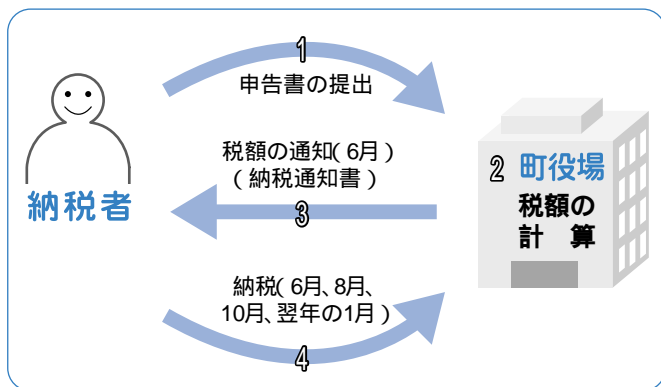 1
申告書の提出
納税者
2 町役場
税額の
計 算
税額の通知(6月)
(納税通知書)
3
納税(6月、8月、
10月、翌年の1月)
4